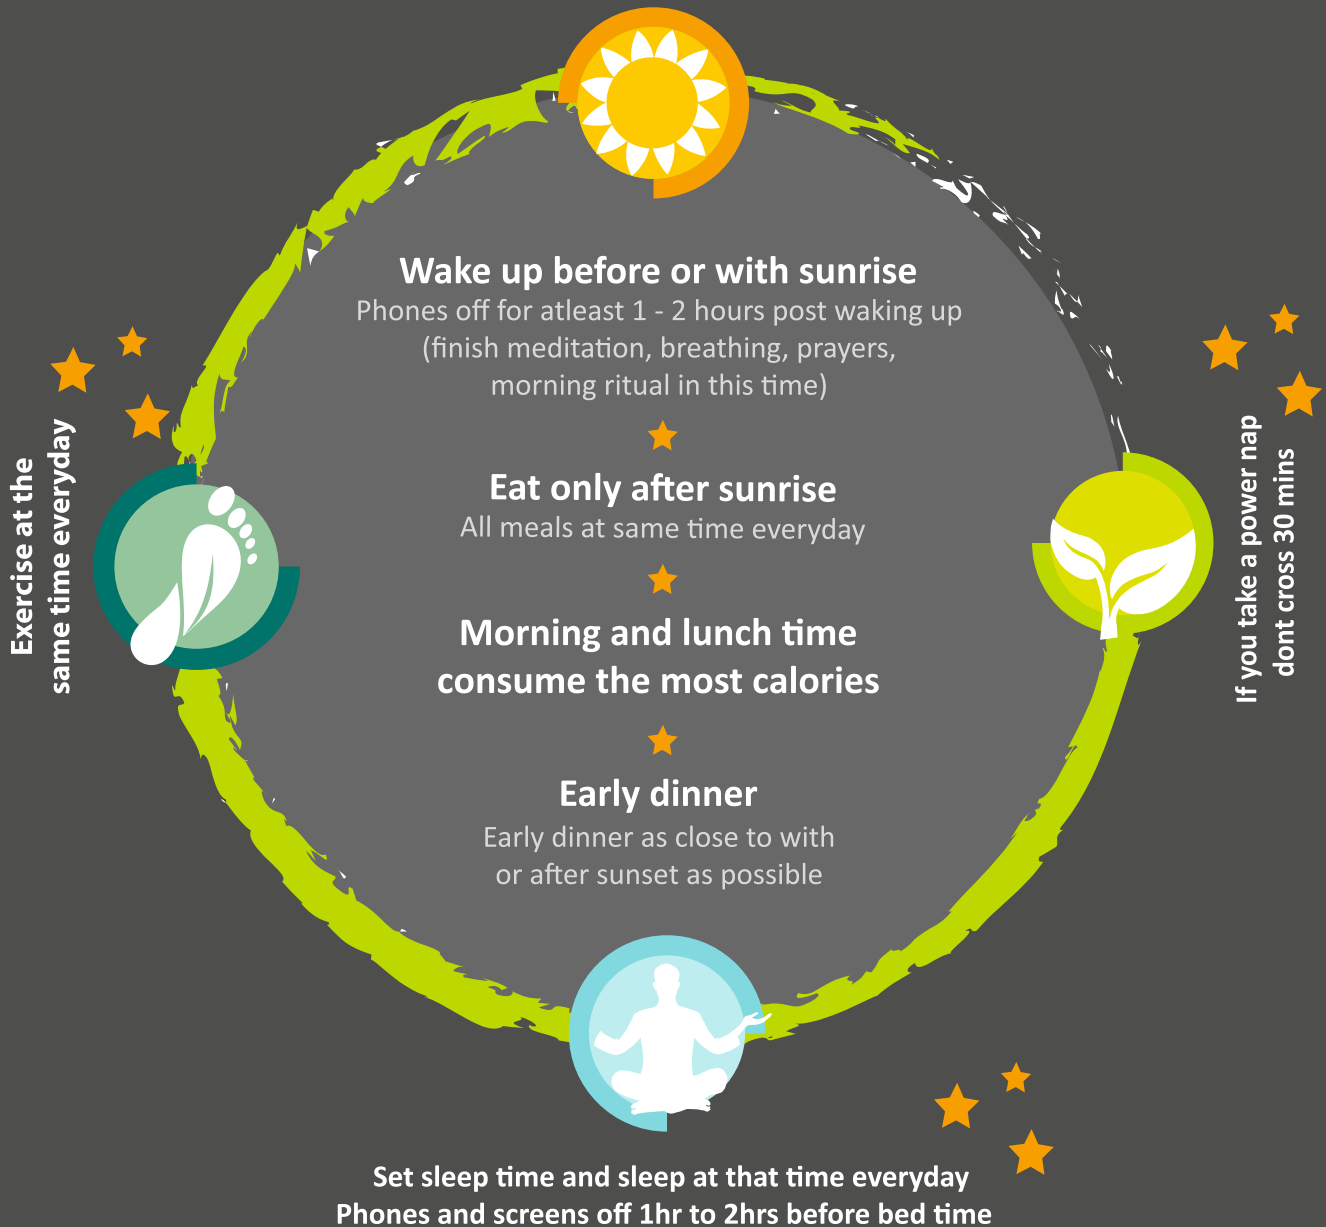 Wake up before or with sunrise
Phones off for atleast 1 - 2 hours post waking up
(finish meditation, breathing, prayers,
morning ritual in this time)
Eat only after sunrise
All meals at same time everyday
Morning and lunch time
consume the most calories
Early dinner
Early dinner as close to with
or after sunset as possible
Exercise at the
same time everyday
If you take a power nap
dont cross 30 mins
Set sleep time and sleep at that time everyday
Phones and screens off 1hr to 2hrs before bed time